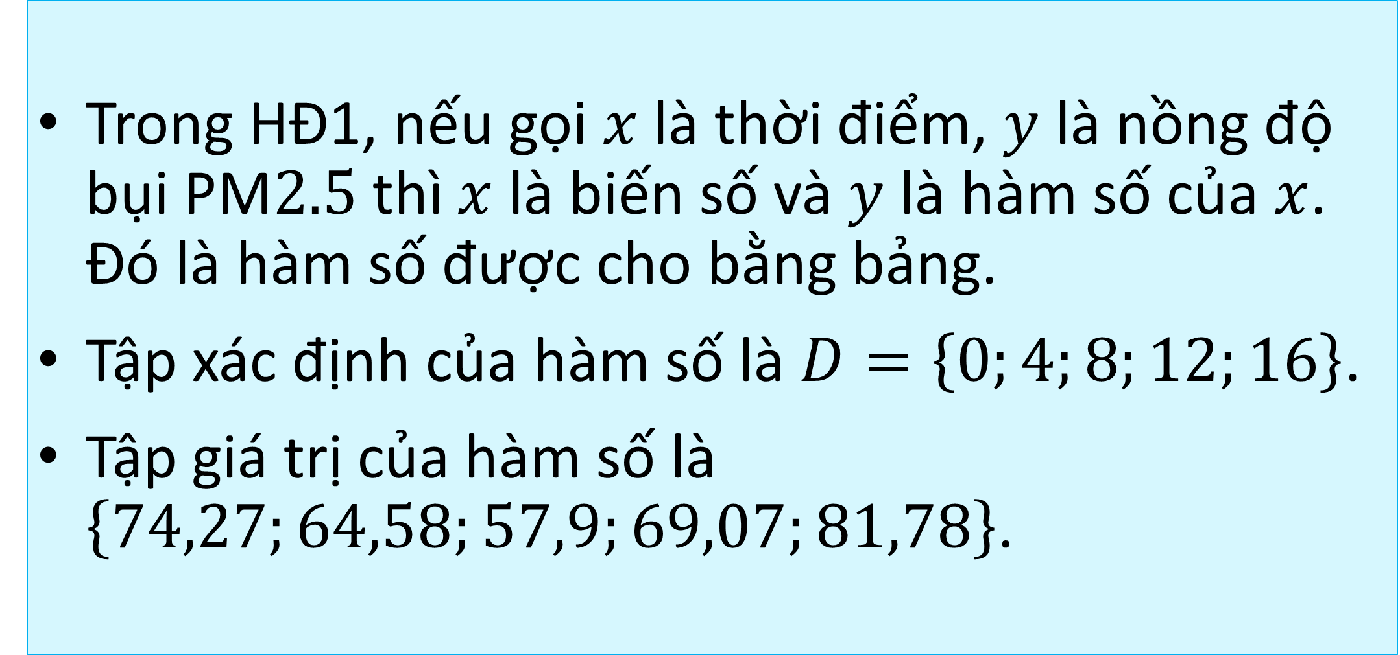 • Trong HĐ1, nếu gọi x là thời điểm, y là nồng độ
bụi PM2.5 thì x là biến số và y là hàm số của x.
Đó là hàm số được cho bằng bảng.
• Tập xác định của hàm số là D = {0; 4; 8; 12; 16}.
• Tập giá trị của hàm số là
{74,27; 64,58; 57,9; 69,07; 81,78}.